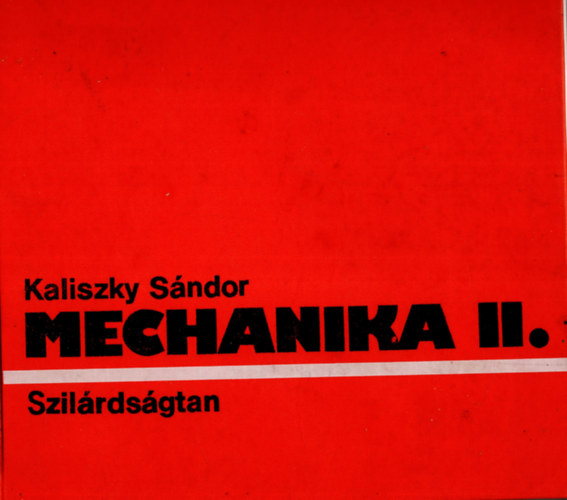 Kaliszky Sándor
MECHANIKA II.
Szilárdságtan